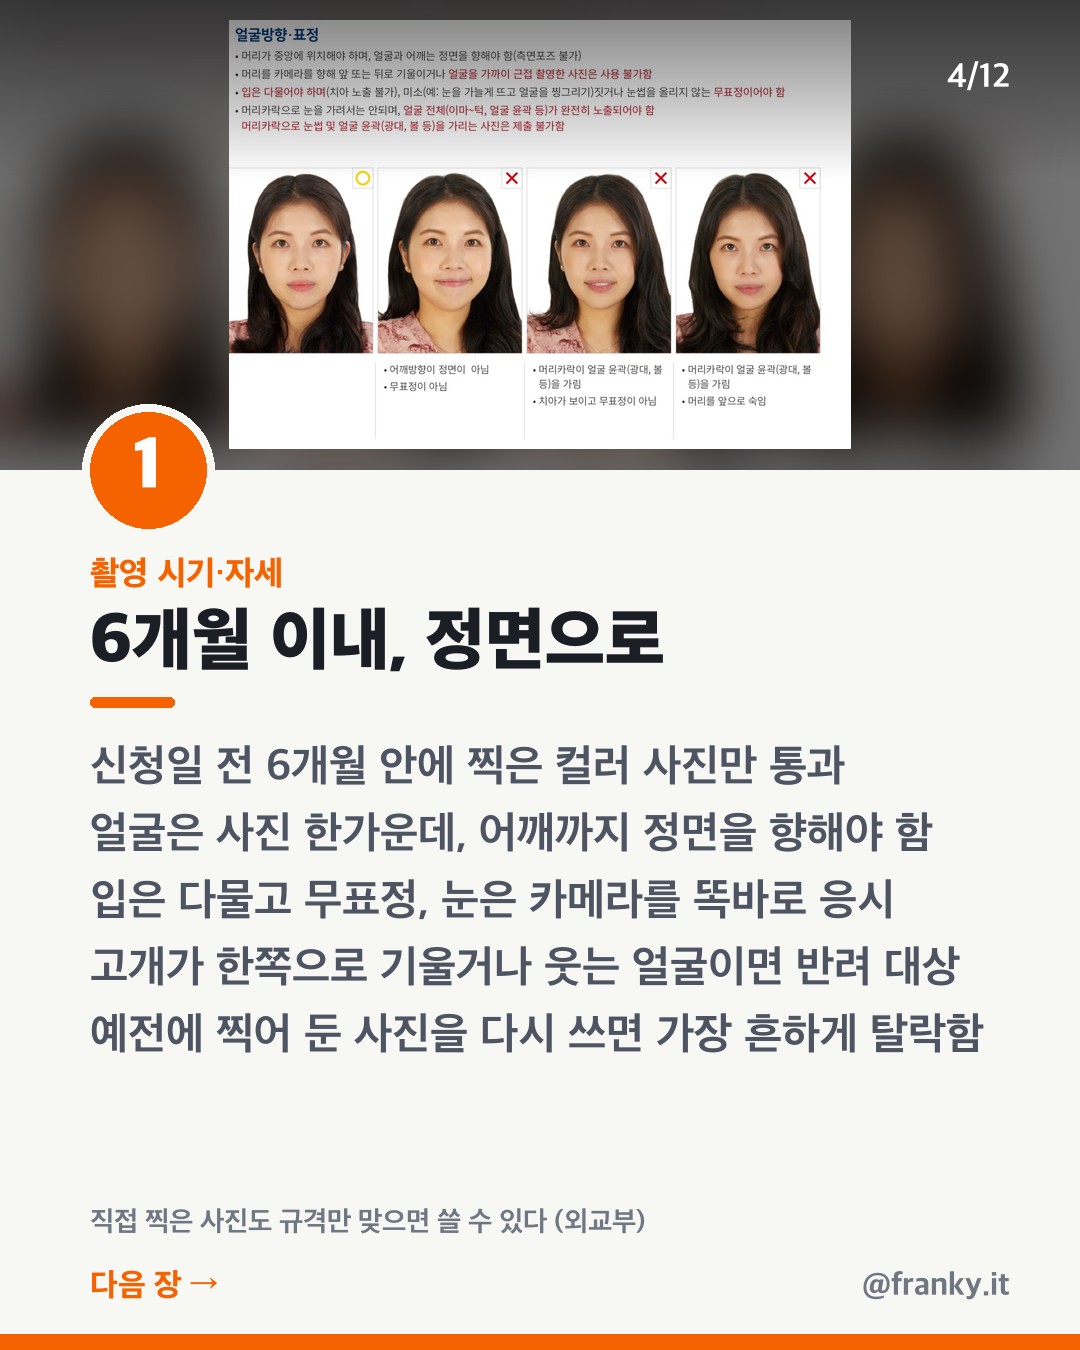 얼굴방향·표정
• 머리가 중앙에 위치해야 하며, 얼굴과 어깨는 정면을 향해야 함(측면포즈 불가)
• 머리를 카메라를 향해 앞 또는 뒤로 기울이거나 얼굴을 가까이 근접 촬영한 사진은 사용 불가함
• 입은 다물어야 하며(치아 노출 불가), 미소(예: 눈을 가늘게 뜨고 얼굴을 찡그리기)짓거나 눈썹을 올리지 않는 무표정이어야 함
• 머리카락으로 눈을 가려서는 안되며, 얼굴 전체(이마~턱, 얼굴 윤곽 등)가 완전히 노출되어야 함
머리카락으로 눈썹 및 얼굴 윤곽(광대, 볼 등)을 가리는 사진은 제출 불가함
4/12
• 어깨방향이 정면이 아님
• 무표정이 아님
• 머리카락이 얼굴 윤곽(광대, 볼
등)을 가림
• 치아가 보이고 무표정이 아님
• 머리카락이 얼굴 윤곽(광대, 볼
등)을 가림
• 머리를 앞으로 숙임
1
촬영 시기·자세
6개월 이내, 정면으로
신청일 전 6개월 안에 찍은 컬러 사진만 통과
얼굴은 사진 한가운데, 어깨까지 정면을 향해야 함
입은 다물고 무표정, 눈은 카메라를 똑바로 응시
고개가 한쪽으로 기울거나 웃는 얼굴이면 반려 대상
예전에 찍어 둔 사진을 다시 쓰면 가장 흔하게 탈락함
직접 찍은 사진도 규격만 맞으면 쓸 수 있다 (외교부)
다음 장 →
@franky.it